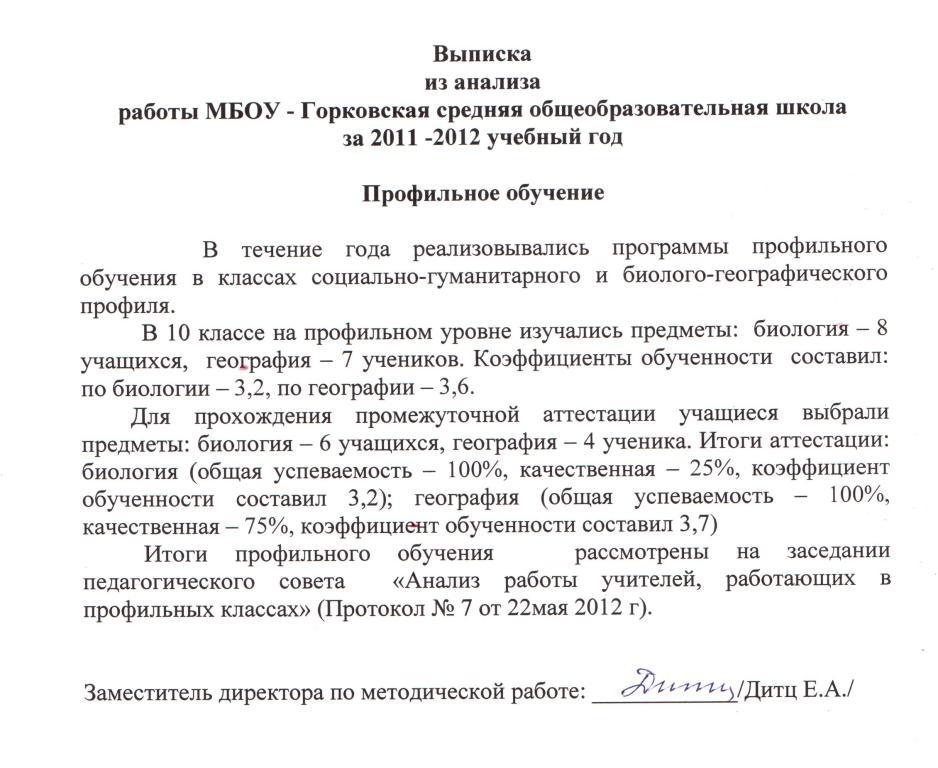 Выписка
из анализа
работы МБОУ - Горковская средняя общеобразовательная школа
за 2011 -2012 учебный год
Профильное обучение
В течение года реализовывались программы профильного
обучения в классах социально-гуманитарного и биолого-географического
профиля.
В 10 классе на профильном уровне изучались предметы: биология – 8
учащихся, география – 7 учеников. Коэффициенты обученности составил:
по биологии – 3,2, по географии – 3,6.
Для прохождения промежуточной аттестации учащиеся выбрали
предметы: биология – 6 учащихся, география – 4 ученика. Итоги аттестации:
биология (общая успеваемость – 100%, качественная – 25%, коэффициент
обученности составил 3,2); география (общая успеваемость – 100%,
качественная – 75%, коэффициент обученности составил 3,7)
Итоги профильного обучения рассмотрены на заседании
педагогического совета «Анализ работы учителей, работающих в
профильных классах» (Протокол № 7 от 22мая 2012 г).
Заместитель директора по методической работе: ____________ Дитц /Дитц Е.А./